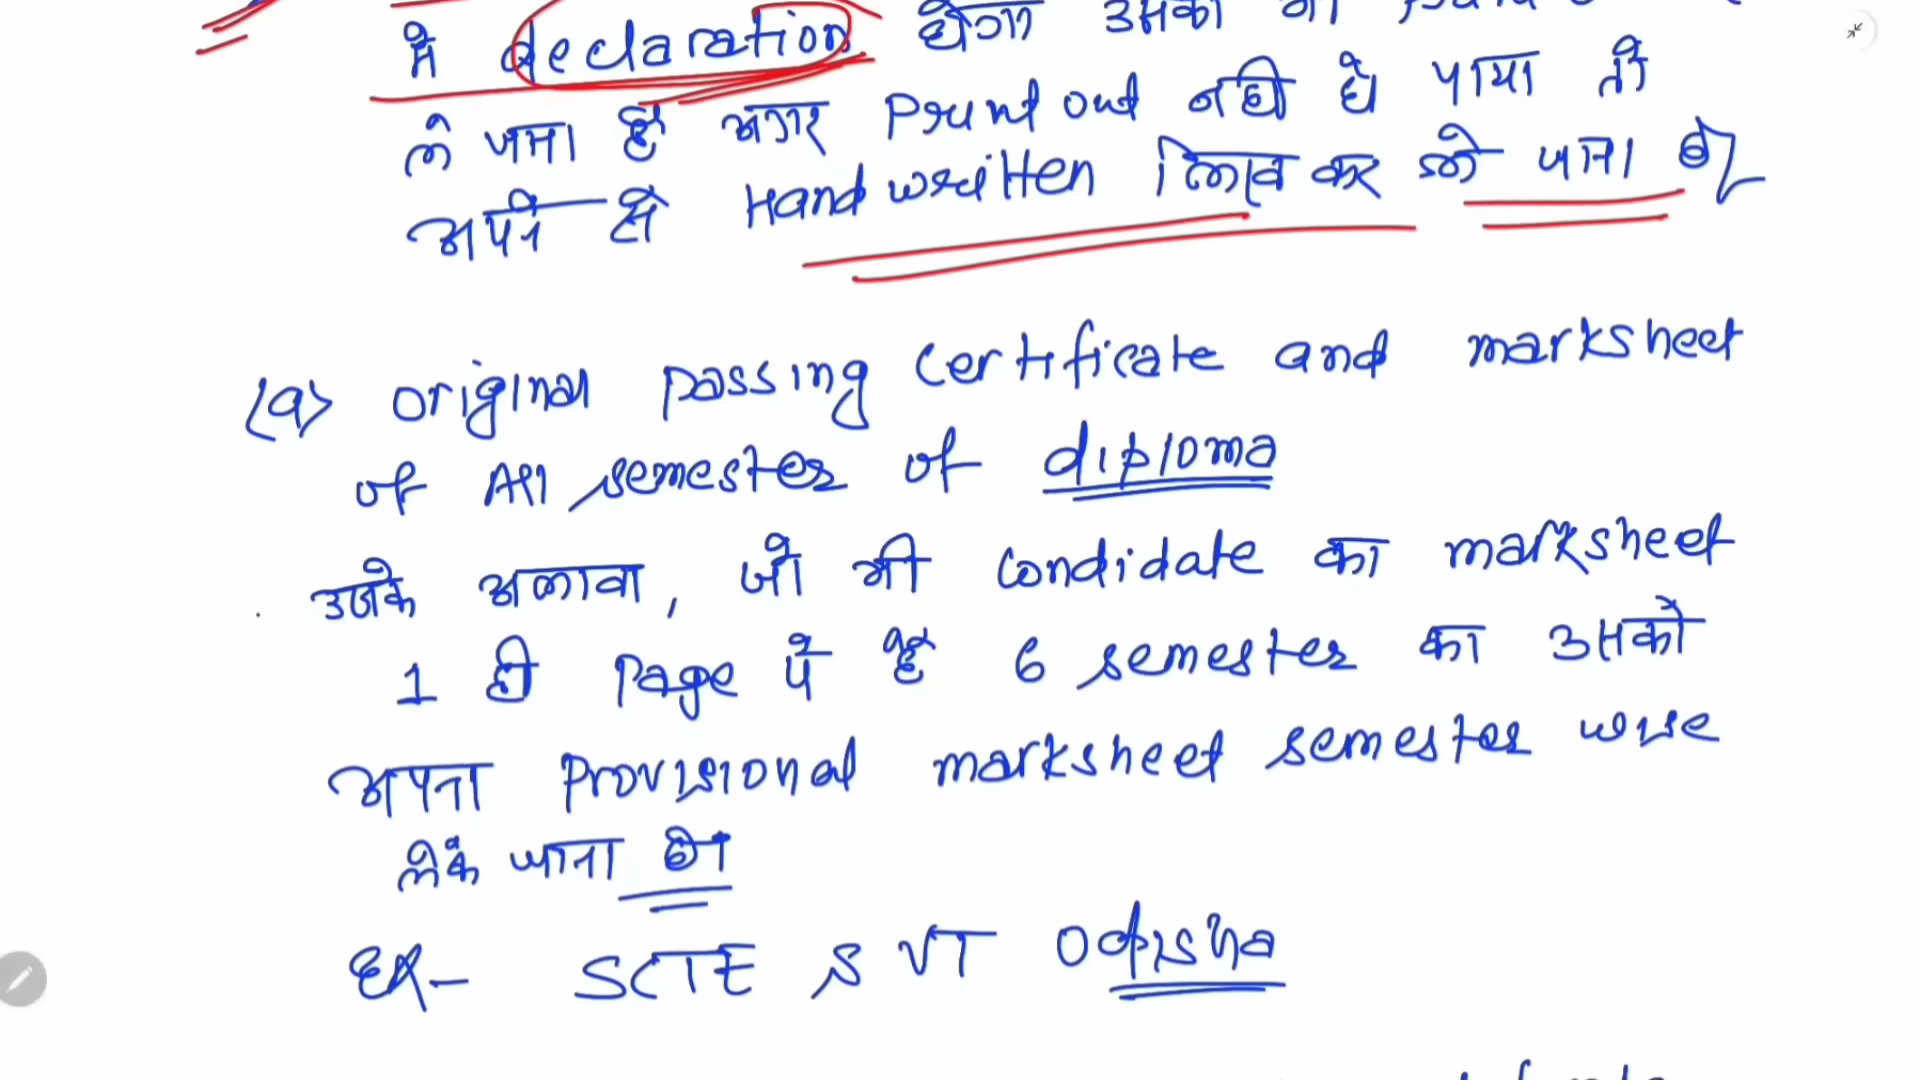 में declaration होगा उसका
ले जाना है अगर Print out नही हो पाया तो
अपने से Hand written लिख कर ले जाना है
(a) original passing certificate and marksheet
of All semester of diploma
उसके अलावा, जो भी condidate का marksheet
1 ही Page पे है 6 semester का उसको
अपना Provisional marksheet semester wise
लेके जाना है
EX- SCTE & VT Odisha